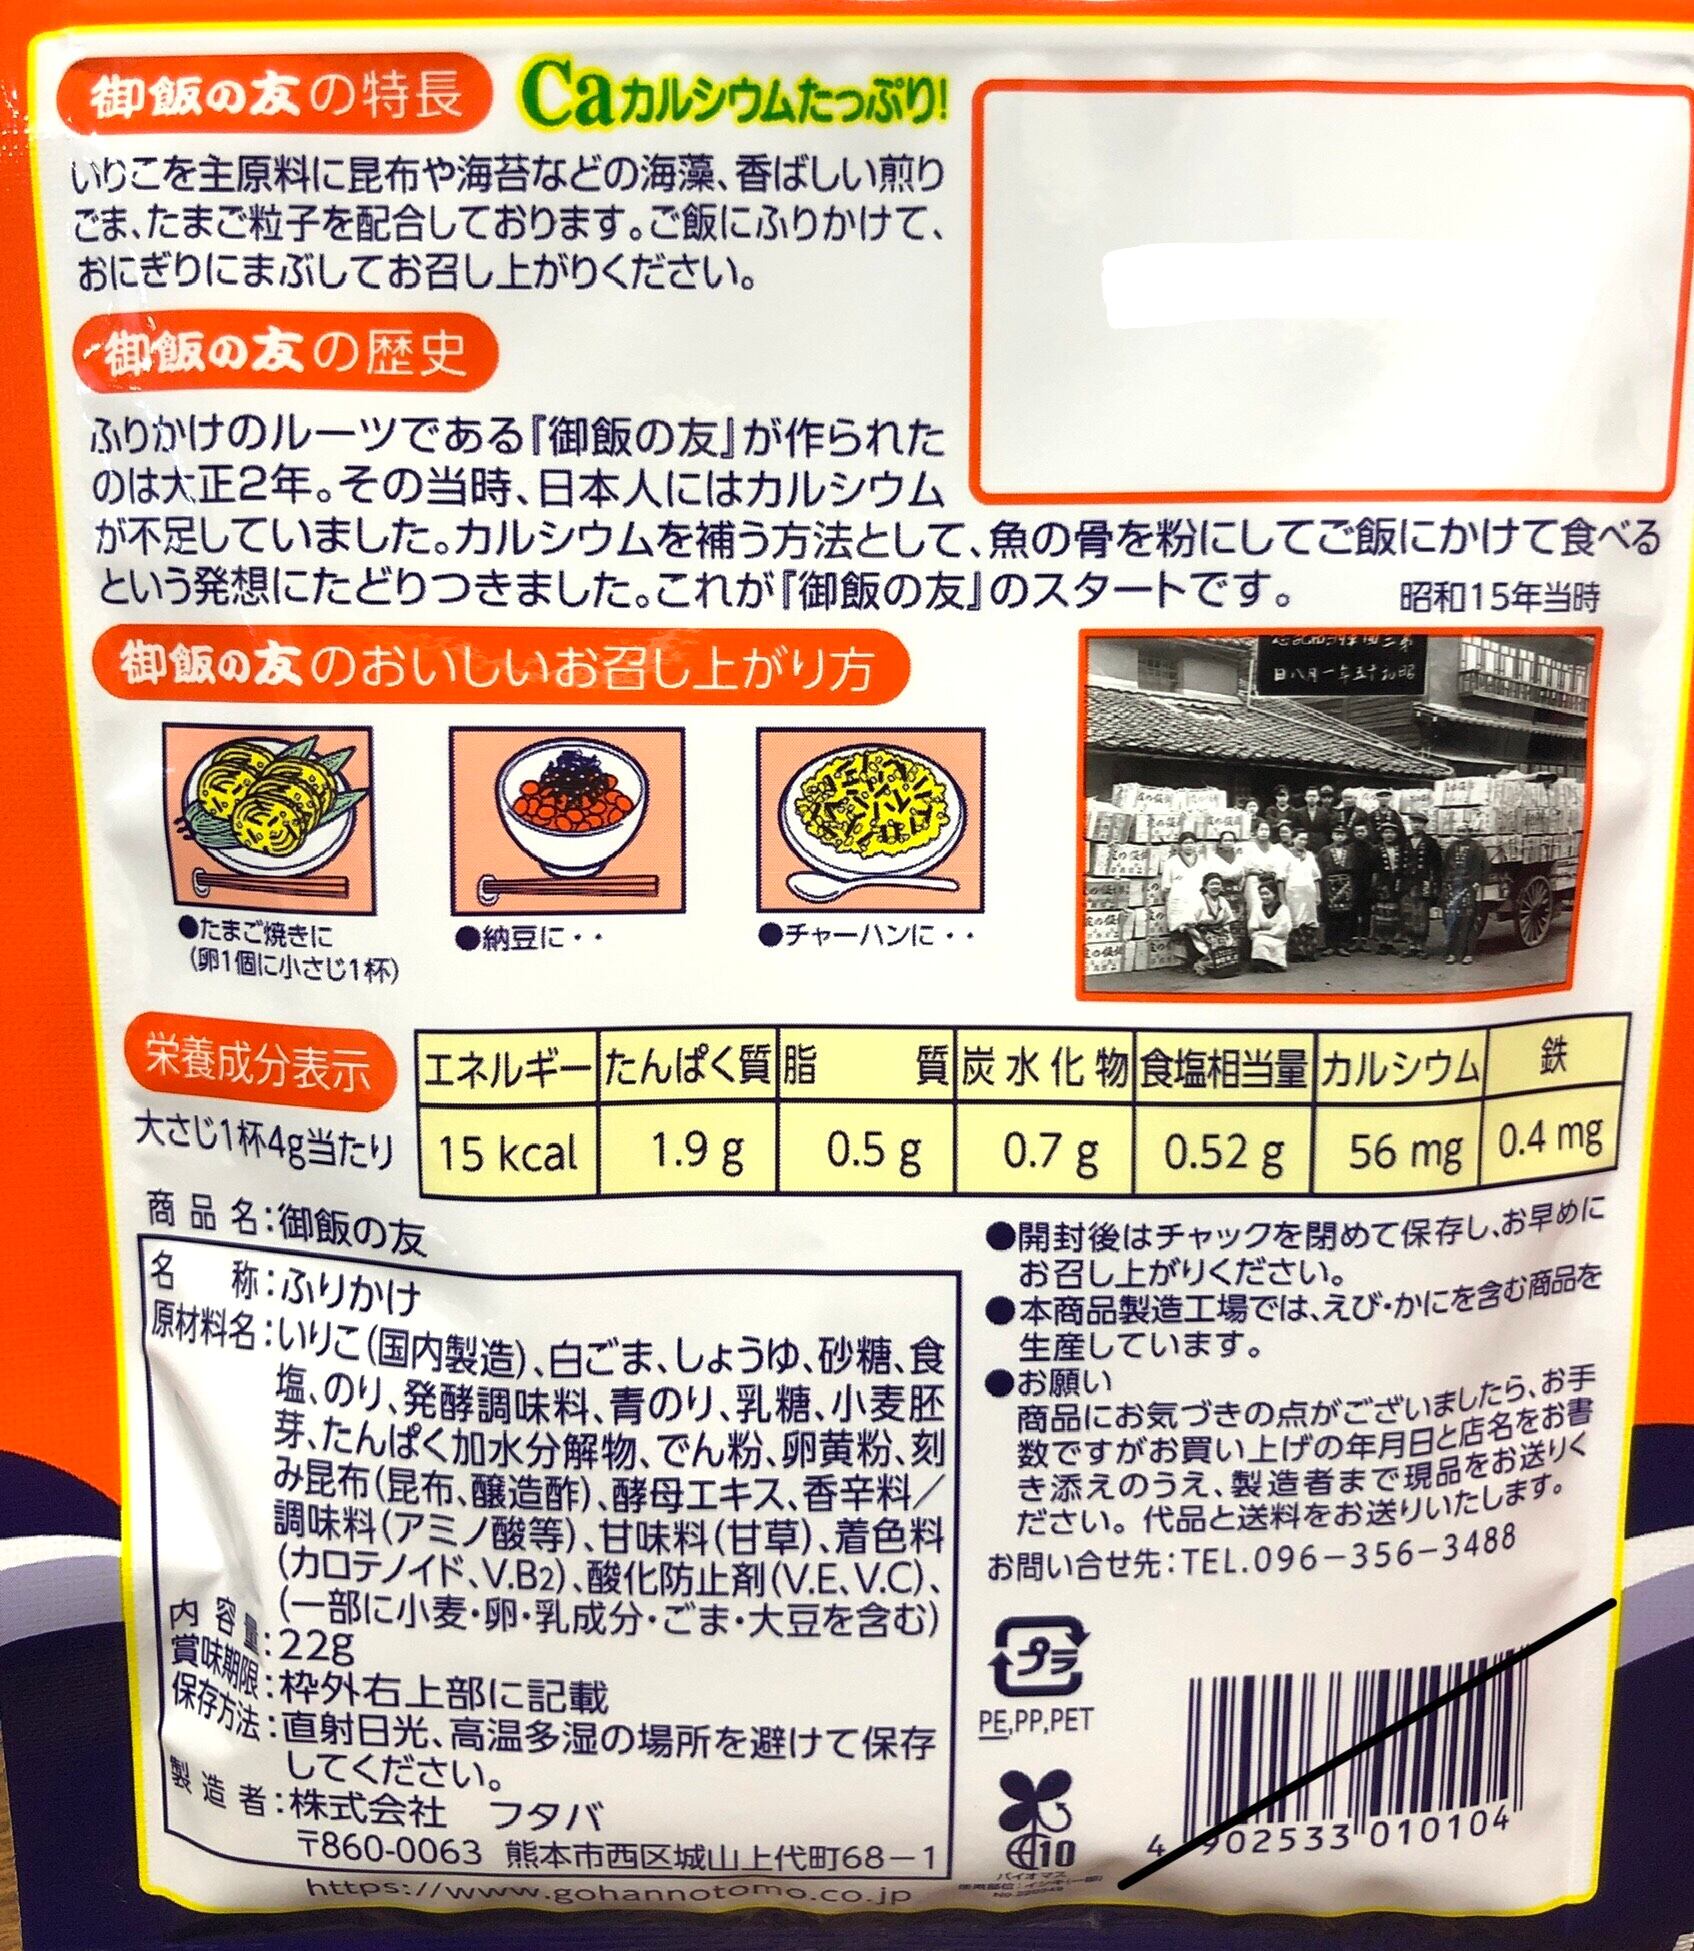 御飯の友の特長
Caカルシウムたっぷり!
いりこを主原料に昆布や海苔などの海藻、香ばしい煎り
ごま、たまご粒子を配合しております。ご飯にふりかけて、
おにぎりにまぶしてお召し上がりください。
御飯の友の歴史
ふりかけのルーツである『御飯の友』が作られた
のは大正2年。その当時、日本人にはカルシウム
が不足していました。カルシウムを補う方法として、魚の骨を粉にしてご飯にかけて食べる
という発想にたどりつきました。これが『御飯の友』のスタートです。
昭和15年当時
御飯の友のおいしいお召し上がり方
日八月一年五十和昭
●たまご焼きに
(卵1個に小さじ1杯)
●納豆に・・
●チャーハンに・・
栄養成分表示
大さじ1杯4g当たり
エネルギー たんぱく質 脂質 炭水化物 食塩相当量 カルシウム 鉄
15 kcal 1.9 g 0.5 g 0.7 g 0.52 g 56 mg 0.4 mg
商品名:御飯の友
名称:ふりかけ
原材料名:いりこ(国内製造)、白ごま、しょうゆ、砂糖、食
塩、のり、発酵調味料、青のり、乳糖、小麦胚
芽、たんぱく加水分解物、でん粉、卵黄粉、刻
み昆布(昆布、醸造酢)、酵母エキス、香辛料/
調味料(アミノ酸等)、甘味料(甘草)、着色料
(カロテノイド、V.B2)、酸化防止剤(V.E、V.C)、
(一部に小麦・卵・乳成分・ごま・大豆を含む)
内容量:22g
賞味期限:枠外右上部に記載
保存方法:直射日光、高温多湿の場所を避けて保存
してください。
製造者:株式会社 フタバ
〒860-0063 熊本市西区城山上代町68-1
https://www.gohannotomo.co.jp
●開封後はチャックを閉めて保存し、お早めに
お召し上がりください。
●本商品製造工場では、えび・かにを含む商品を
生産しています。
●お願い
商品にお気づきの点がございましたら、お手
数ですがお買い上げの年月日と店名をお書
き添えのうえ、製造者まで現品をお送りく
ださい。代品と送料をお送りいたします。
お問い合せ先:TEL.096-356-3488
プラ
PE,PP,PET
10
バイオマス
4 902533 010104